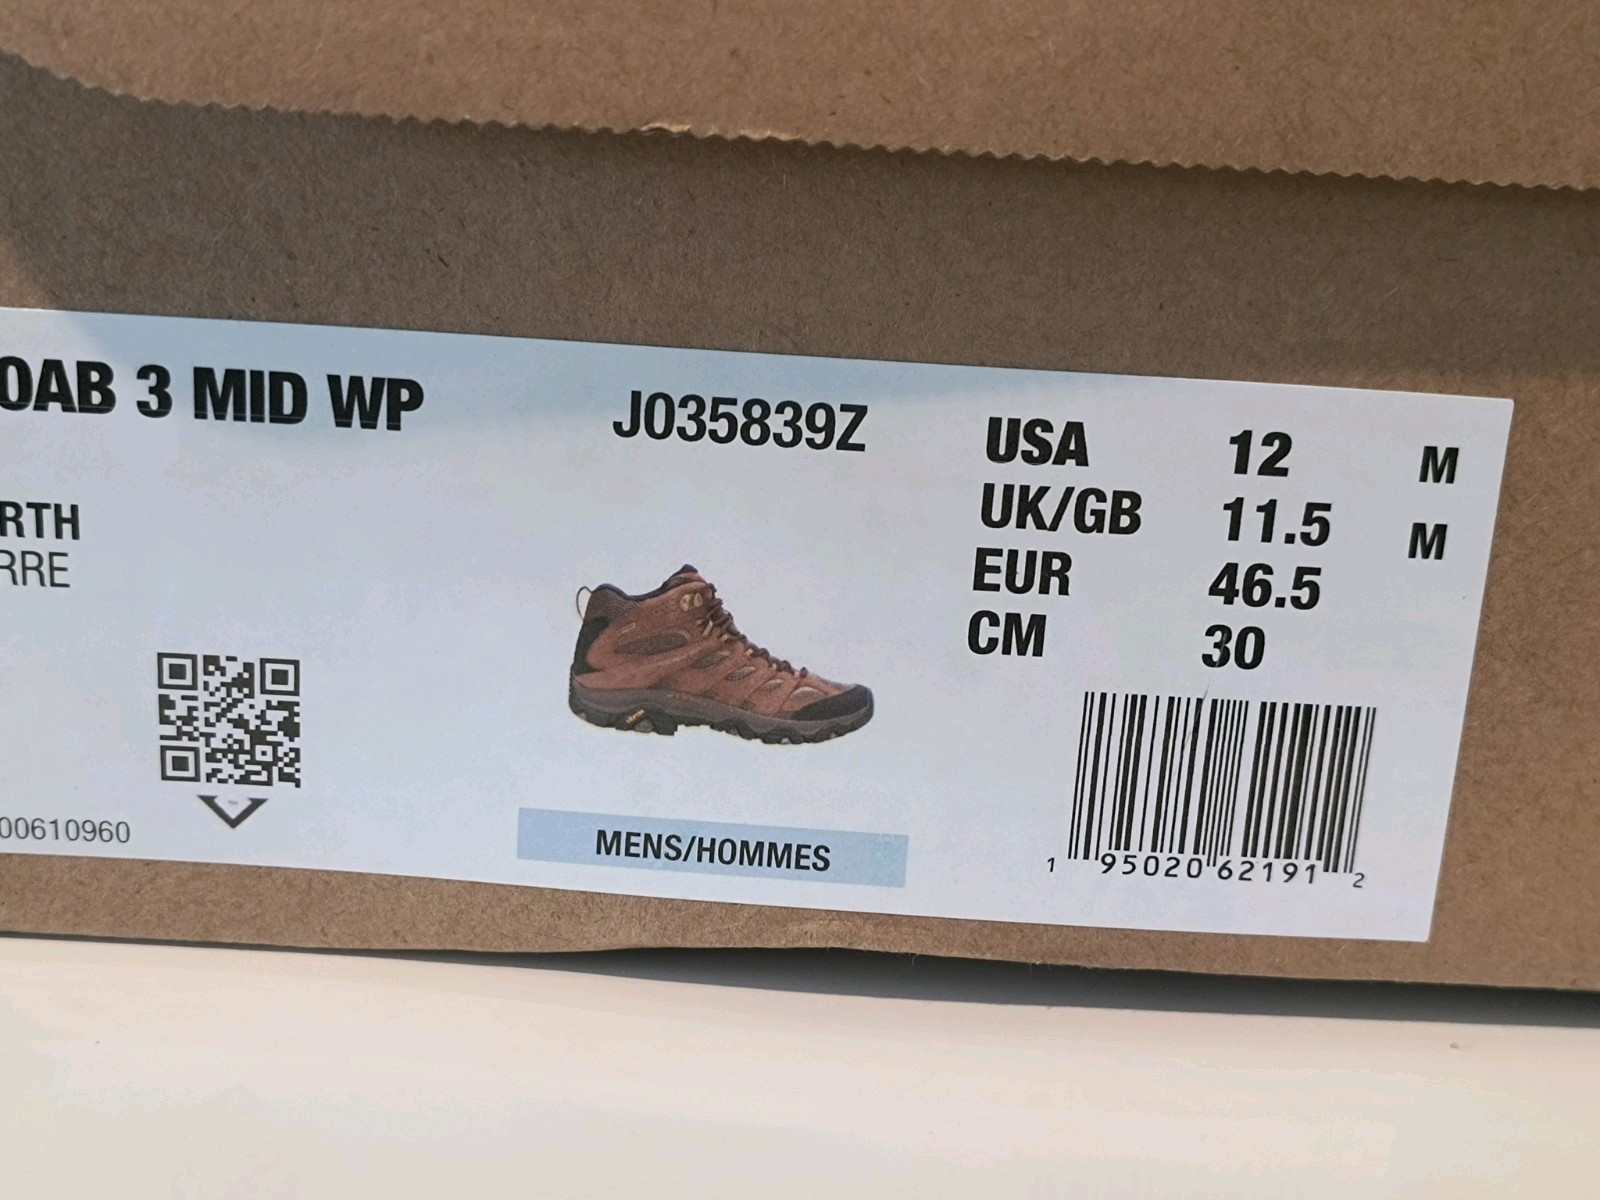 OAB 3 MID WP
J035839Z
RTH
RRE
00610960
MENS/HOMMES
USA 12 M
UK/GB 11.5 M
EUR 46.5
CM 30
1 95020 62191 2